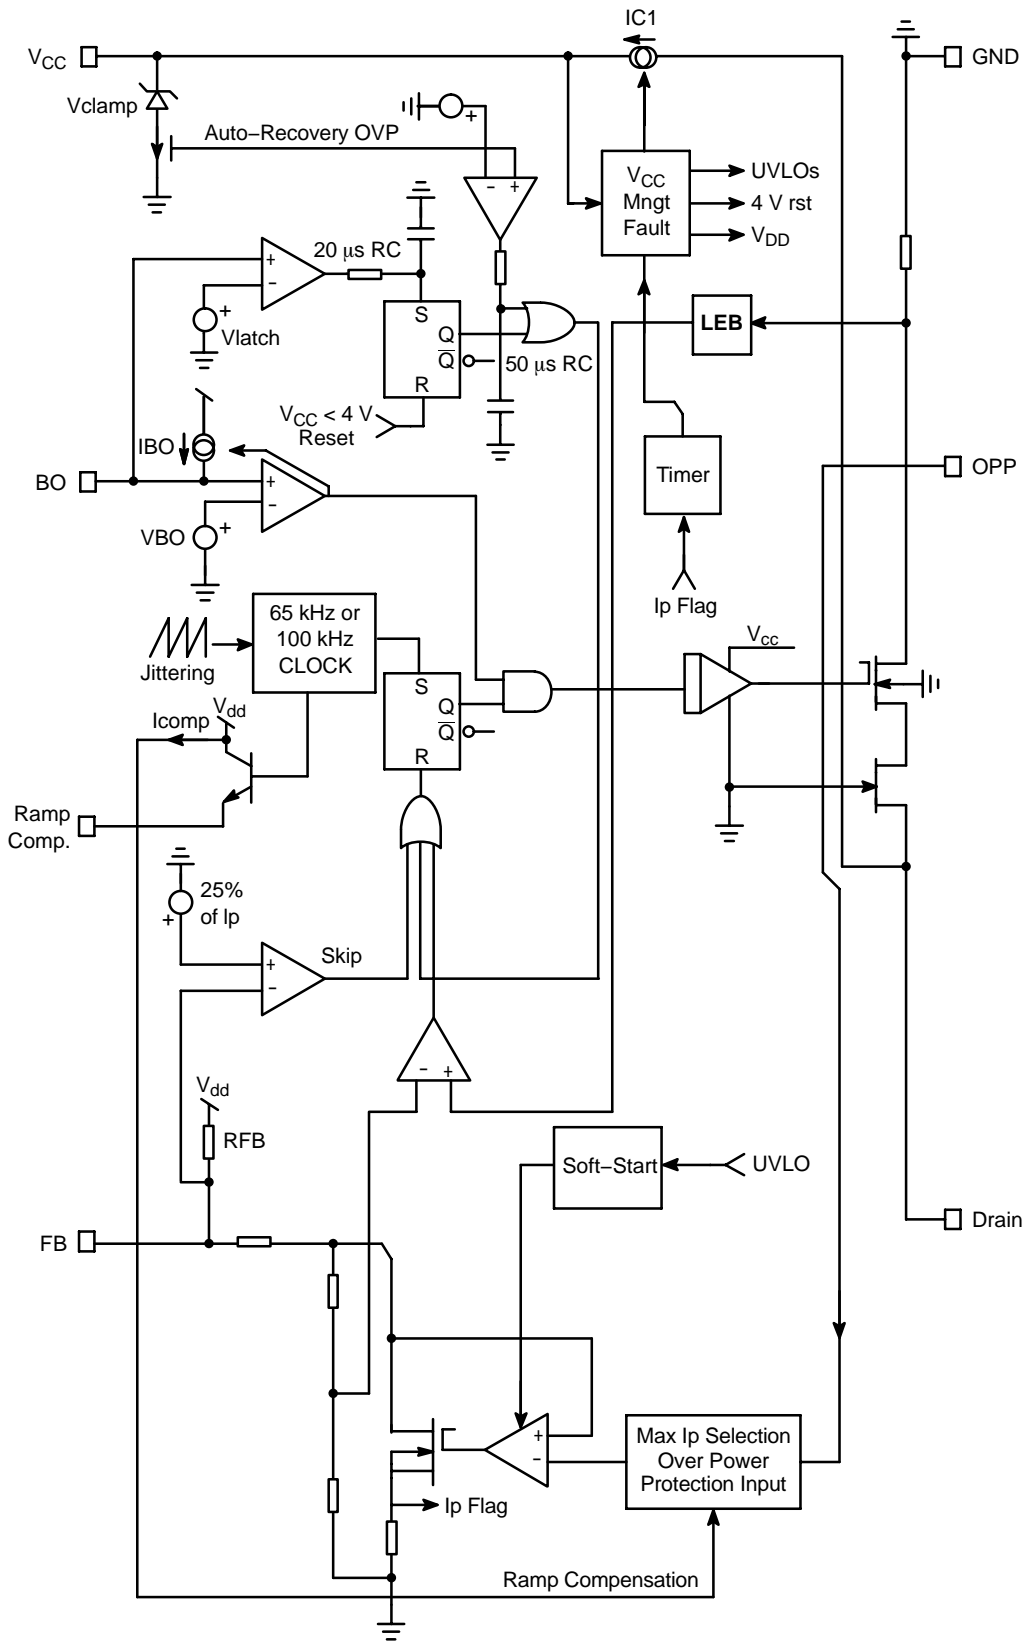 IC1
VCC
GND
Vclamp
+
Auto–Recovery OVP
– +
VCC
Mngt
Fault
UVLOs
4 V rst
VDD
20 μs RC
+
–
+
Vlatch
S
Q
Q
R
50 μs RC
LEB
VCC < 4 V
Reset
IBO
BO
+
–
+
VBO
Timer
OPP
Ip Flag
65 kHz or
100 kHz
CLOCK
Jittering
Vcc
S
Q
Q
R
Vdd
Icomp
Ramp
Comp.
25%
of Ip
+
Skip
+
–
– +
Vdd
RFB
Soft–Start
UVLO
FB
Drain
+
–
Max Ip Selection
Over Power
Protection Input
Ip Flag
Ramp Compensation